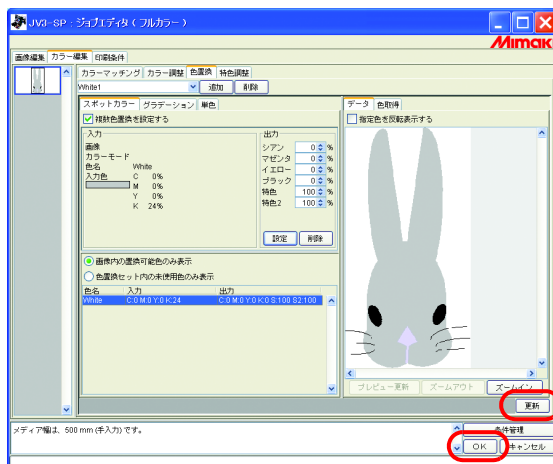 JV3-SP : ジョブエディタ ( フルカラー )
Mimaki
画像編集 カラー編集 印刷条件
カラーマッチング カラー調整 色置換 特色調整
White1 追加 削除
スポットカラー グラデーション 単色
データ 色取得
複数色置換を設定する
指定色を反転表示する
入力
出力
画像
カラーモード
色名 White
入力色 C 0%
M 0%
Y 0%
K 24%
シアン 0 %
マゼンタ 0 %
イエロー 0 %
ブラック 0 %
特色 100 %
特色2 100 %
設定 削除
画像内の置換可能色のみ表示
色置換セット内の未使用色のみ表示
色名 入力 出力
White C:0 M:0 Y:0 K:24 C:0 M:0 Y:0 K:0 S:100 S2:100
プレビュー更新 ズームアウト ズームイン
更新
メディア幅は、500 mm (手入力) です。
条件管理
OK キャンセル